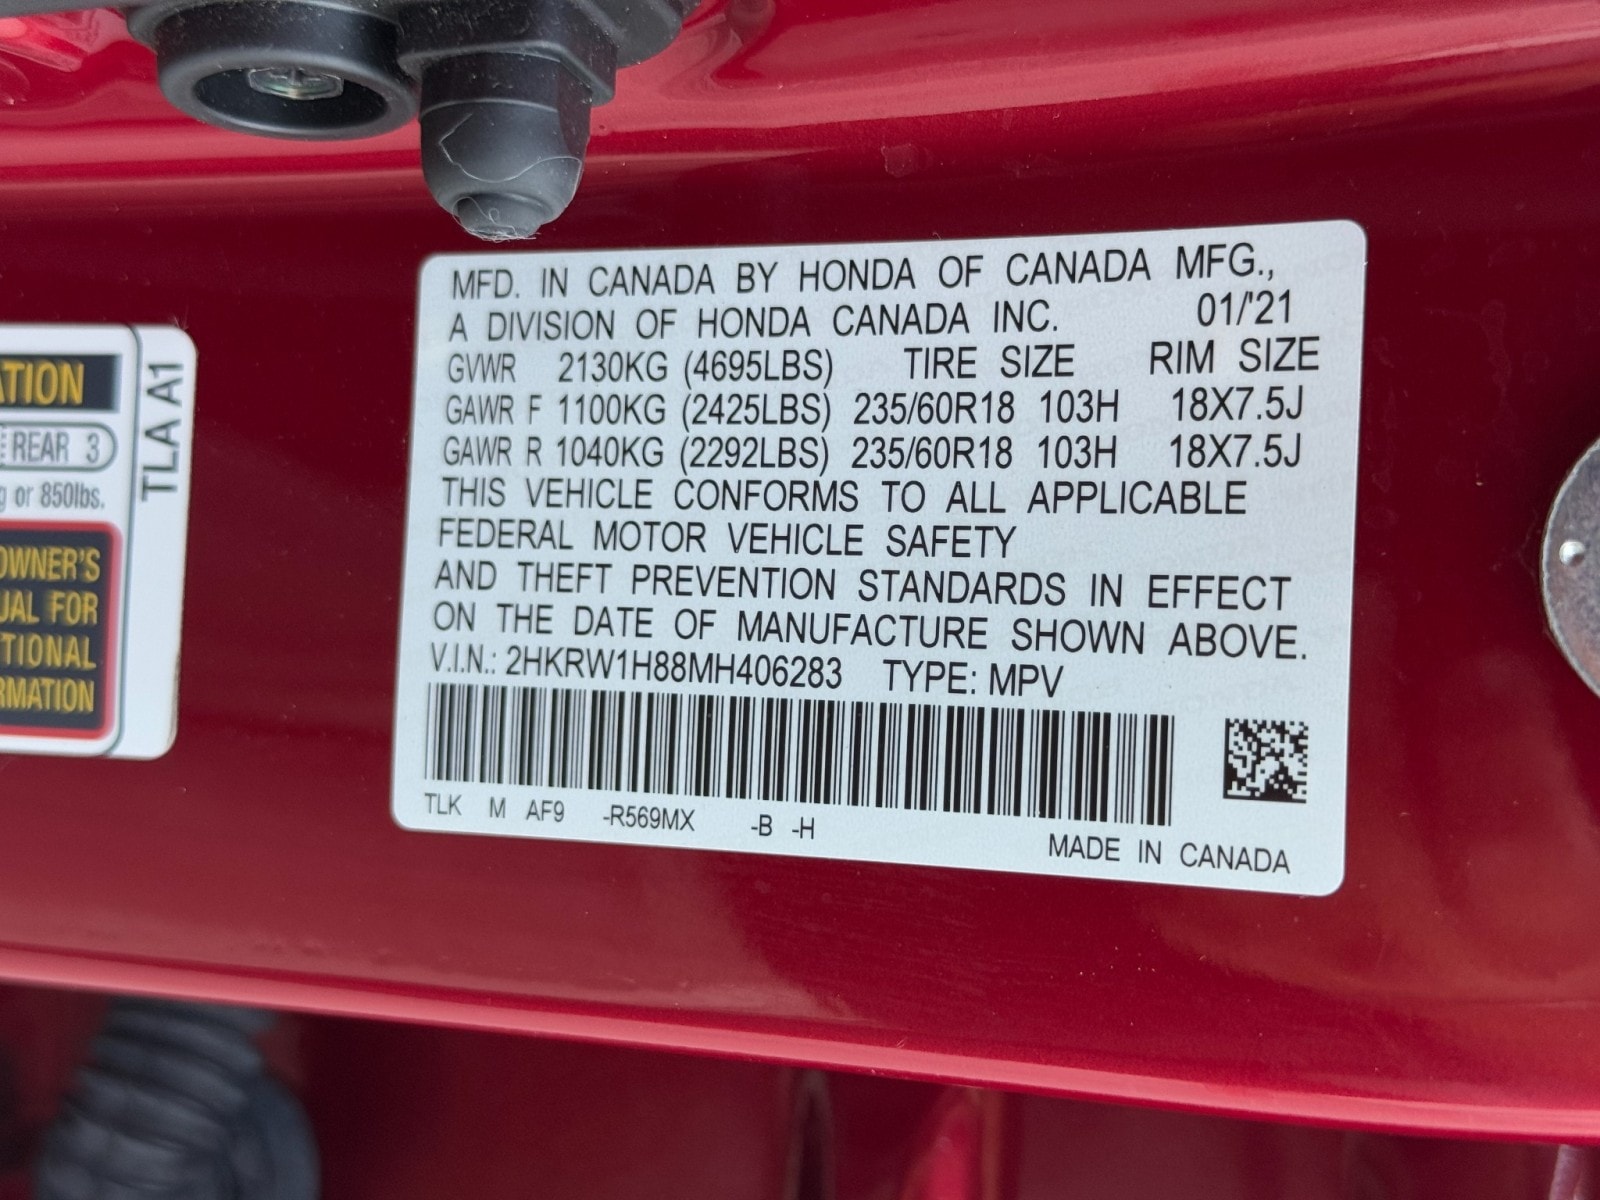 ATION
REAR 3
g or 850lbs.
OWNER'S
UAL FOR
TIONAL
RMATION
TLA A1
MFD. IN CANADA BY HONDA OF CANADA MFG.,
A DIVISION OF HONDA CANADA INC. 01/'21
GVWR 2130KG (4695LBS) TIRE SIZE RIM SIZE
GAWR F 1100KG (2425LBS) 235/60R18 103H 18X7.5J
GAWR R 1040KG (2292LBS) 235/60R18 103H 18X7.5J
THIS VEHICLE CONFORMS TO ALL APPLICABLE
FEDERAL MOTOR VEHICLE SAFETY
AND THEFT PREVENTION STANDARDS IN EFFECT
ON THE DATE OF MANUFACTURE SHOWN ABOVE.
V.I.N.: 2HKRW1H88MH406283 TYPE: MPV
TLK M AF9 -R569MX -B -H
MADE IN CANADA